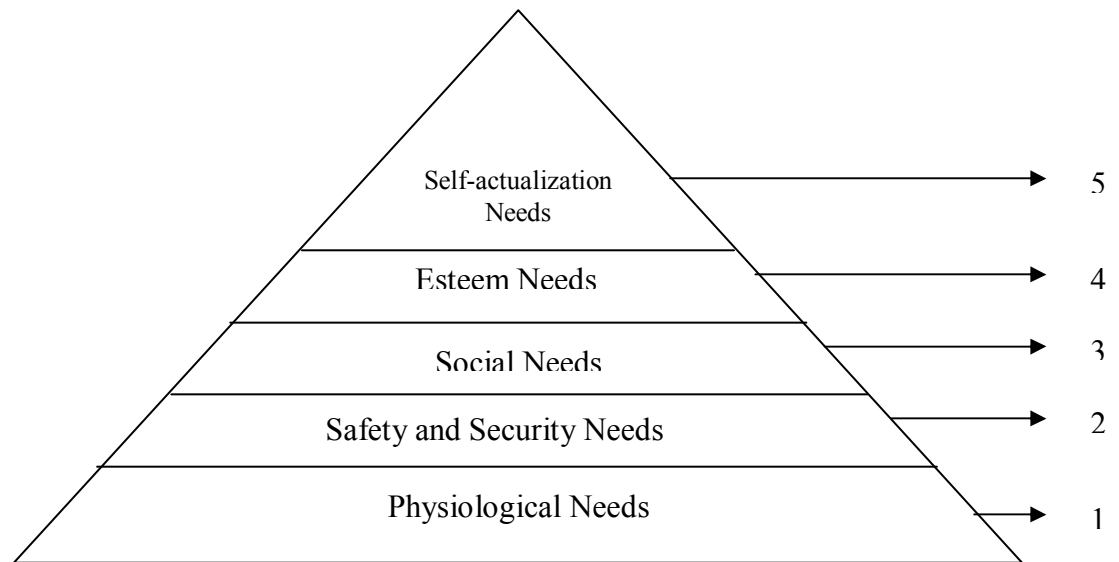 Self-actualization
Needs
5
Esteem Needs
4
Social Needs
3
Safety and Security Needs
2
Physiological Needs
1